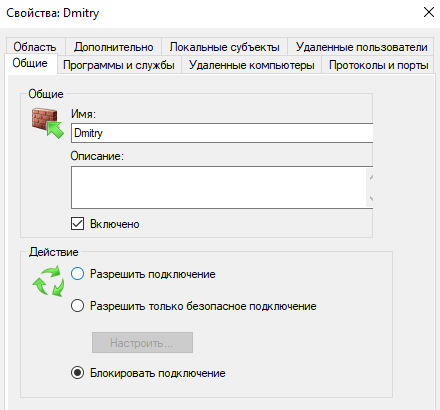 Свойства: Dmitry
Область Дополнительно Локальные субъекты Удаленные пользователи
Общие Программы и службы Удаленные компьютеры Протоколы и порты
Общие
Имя:
Dmitry
Описание:
Включено
Действие
Разрешить подключение
Разрешить только безопасное подключение
Настроить...
Блокировать подключение